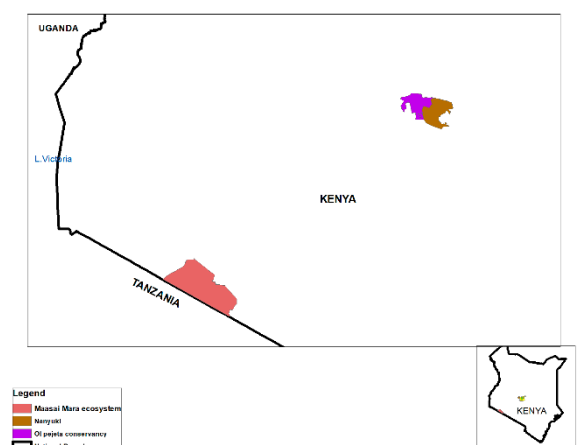 UGANDA
L.Victoria
KENYA
TANZANIA
KENYA
Legend
Maasai Mara ecosystem
Nanyuki
Ol pejeta conservancy